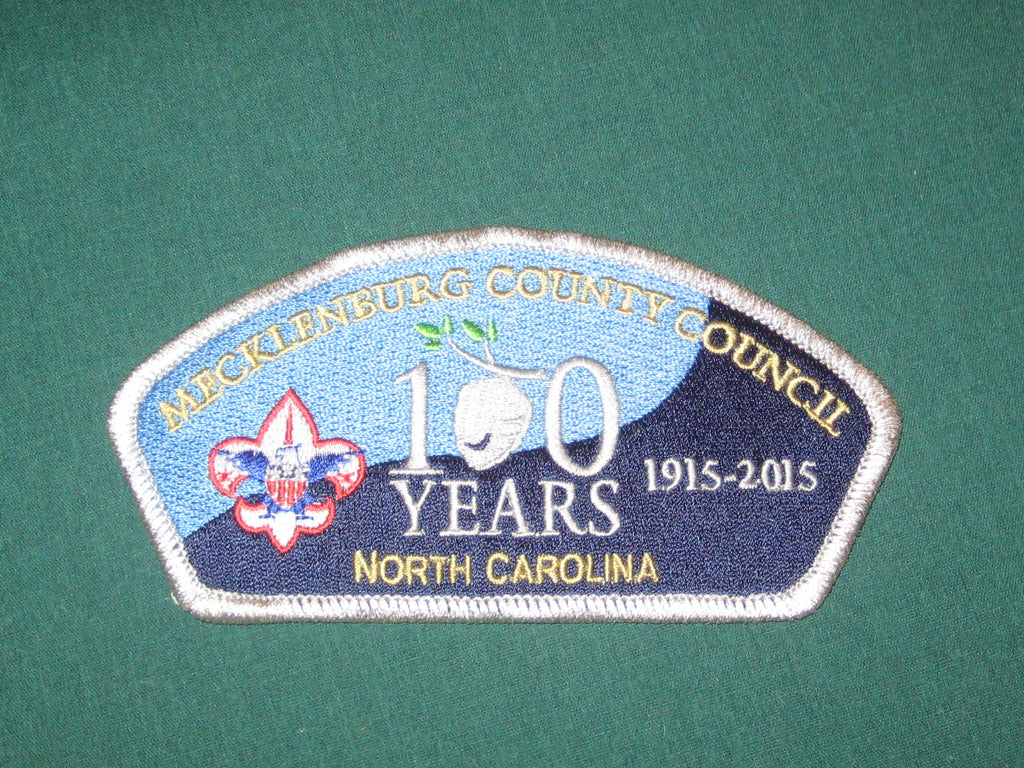 MECKLENBURG COUNTY COUNCIL
100
YEARS
1915-2015
NORTH CAROLINA